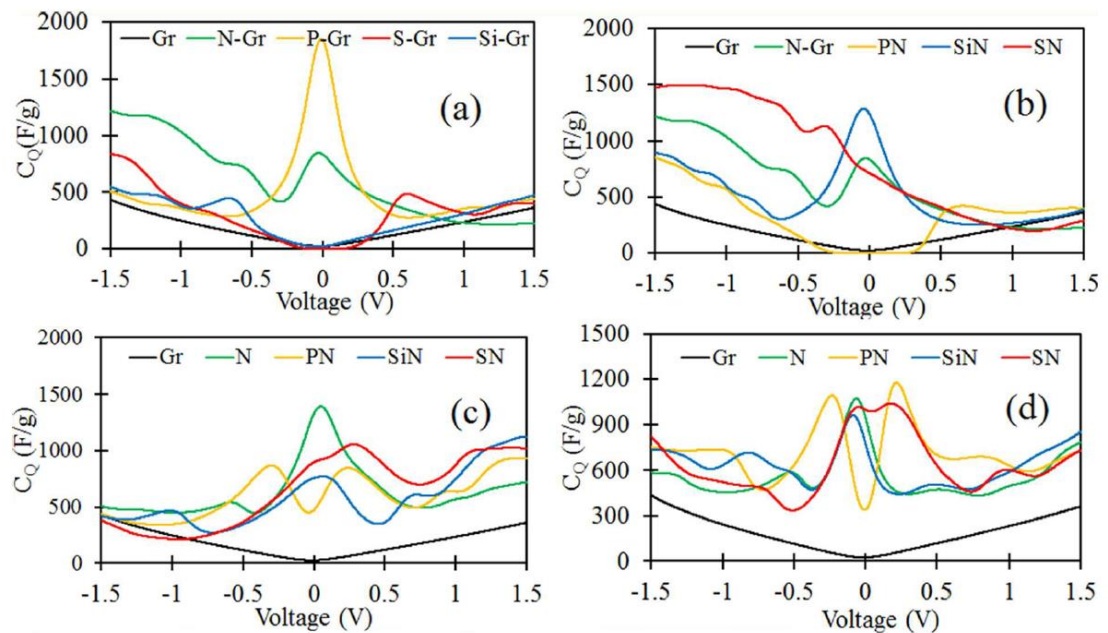 2000
Gr N-Gr P-Gr S-Gr Si-Gr
1500
(a)
C_Q(F/g)
1000
500
0
-1.5 -1 -0.5 0 0.5 1 1.5
Voltage (V)
2000
Gr N-Gr PN SiN SN
1500
(b)
C_Q (F/g)
1000
500
0
-1.5 -1 -0.5 0 0.5 1 1.5
Voltage (V)
2000
Gr N PN SiN SN
1500
(c)
C_Q (F/g)
1000
500
0
-1.5 -1 -0.5 0 0.5 1 1.5
Voltage (V)
1500
Gr N PN SiN SN
1200
(d)
C_Q (F/g)
900
600
300
0
-1.5 -1 -0.5 0 0.5 1 1.5
Voltage (V)